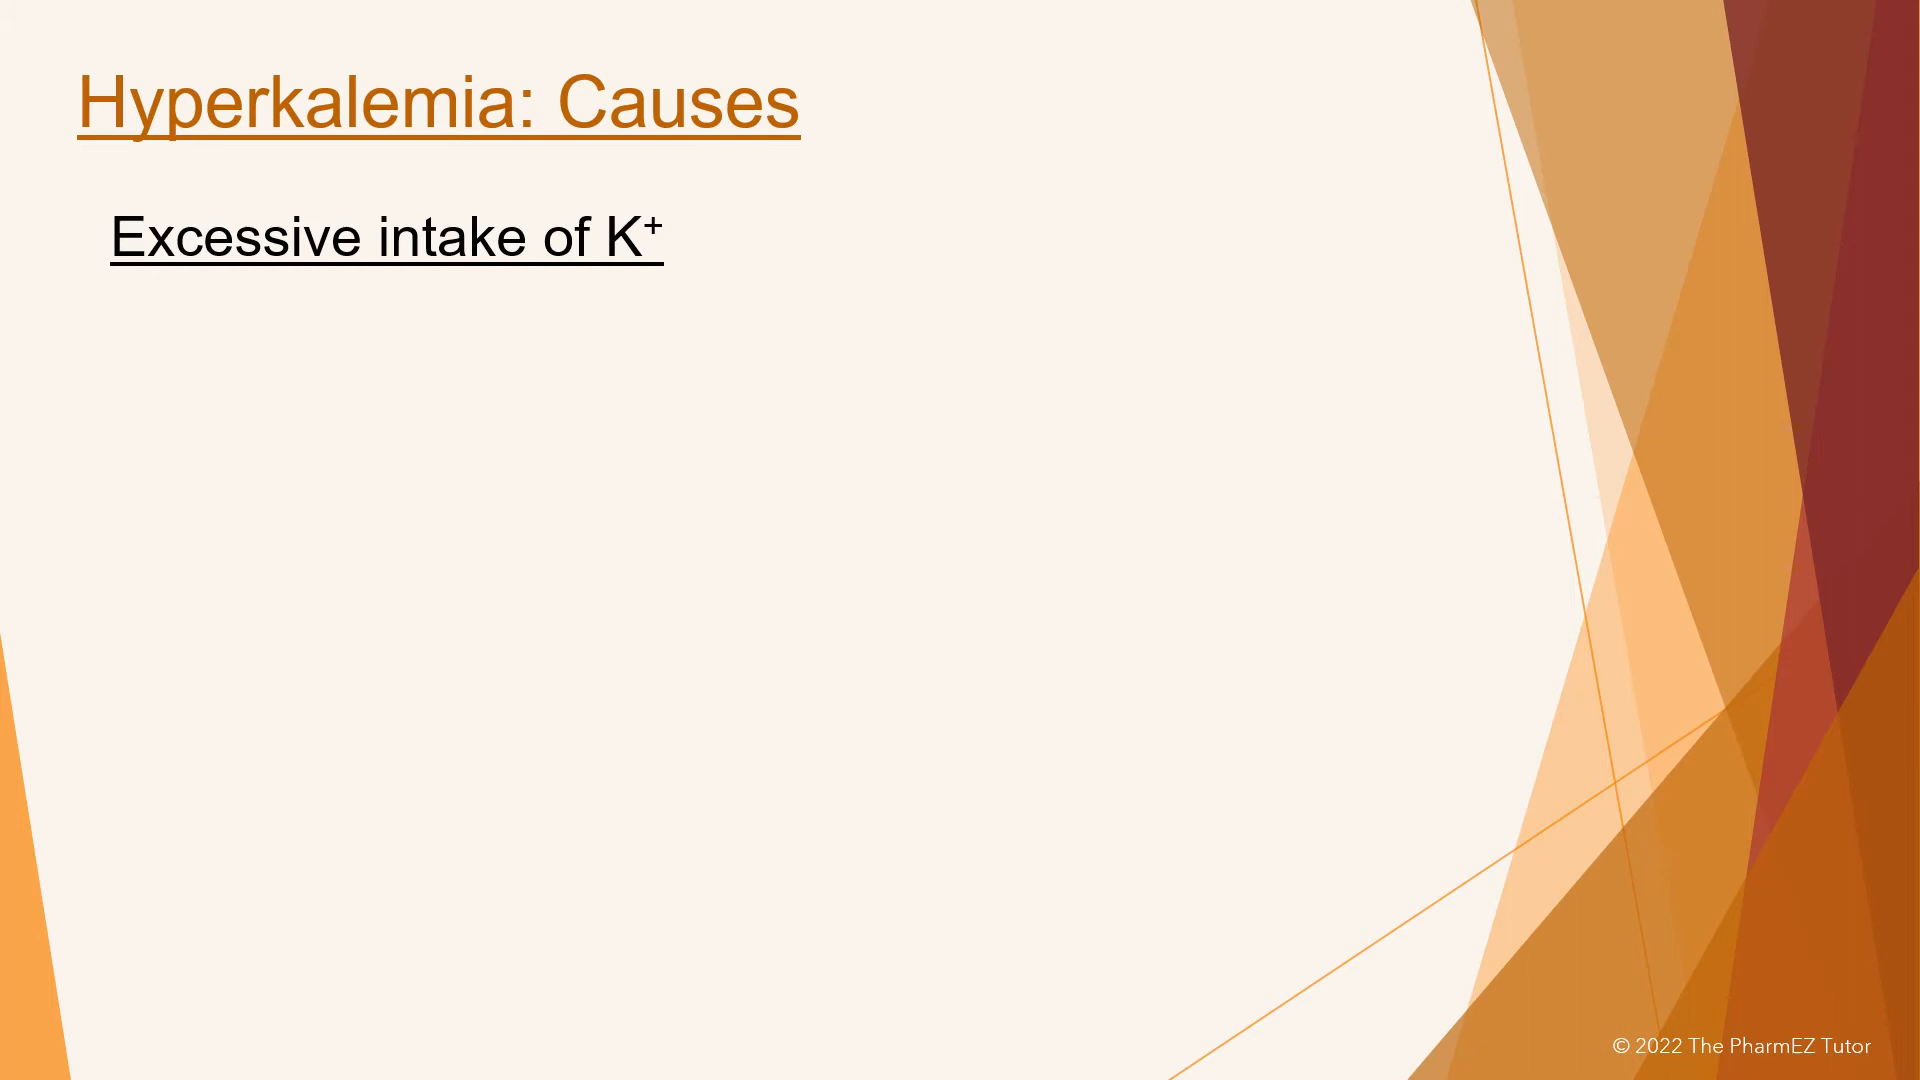 Hyperkalemia: Causes
Excessive intake of K⁺
© 2022 The PharmEZ Tutor